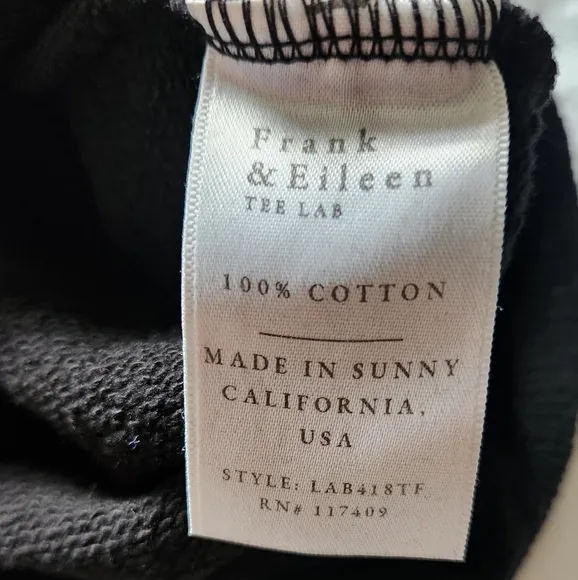 Frank
& Eileen
TEE LAB
100% COTTON
MADE IN SUNNY
CALIFORNIA,
USA
STYLE: LAB418TF
RN# 117409